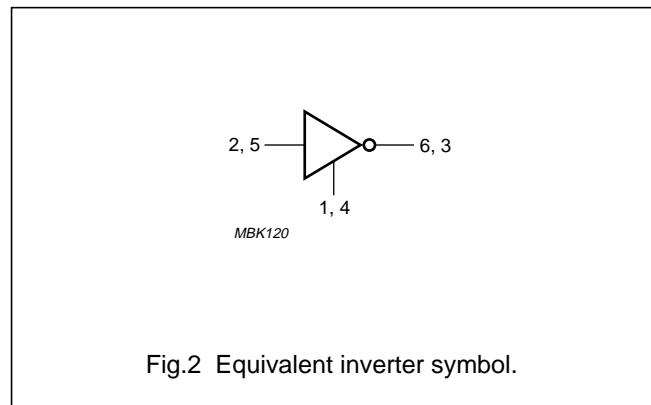 2, 5
6, 3
1, 4
MBK120
Fig.2 Equivalent inverter symbol.